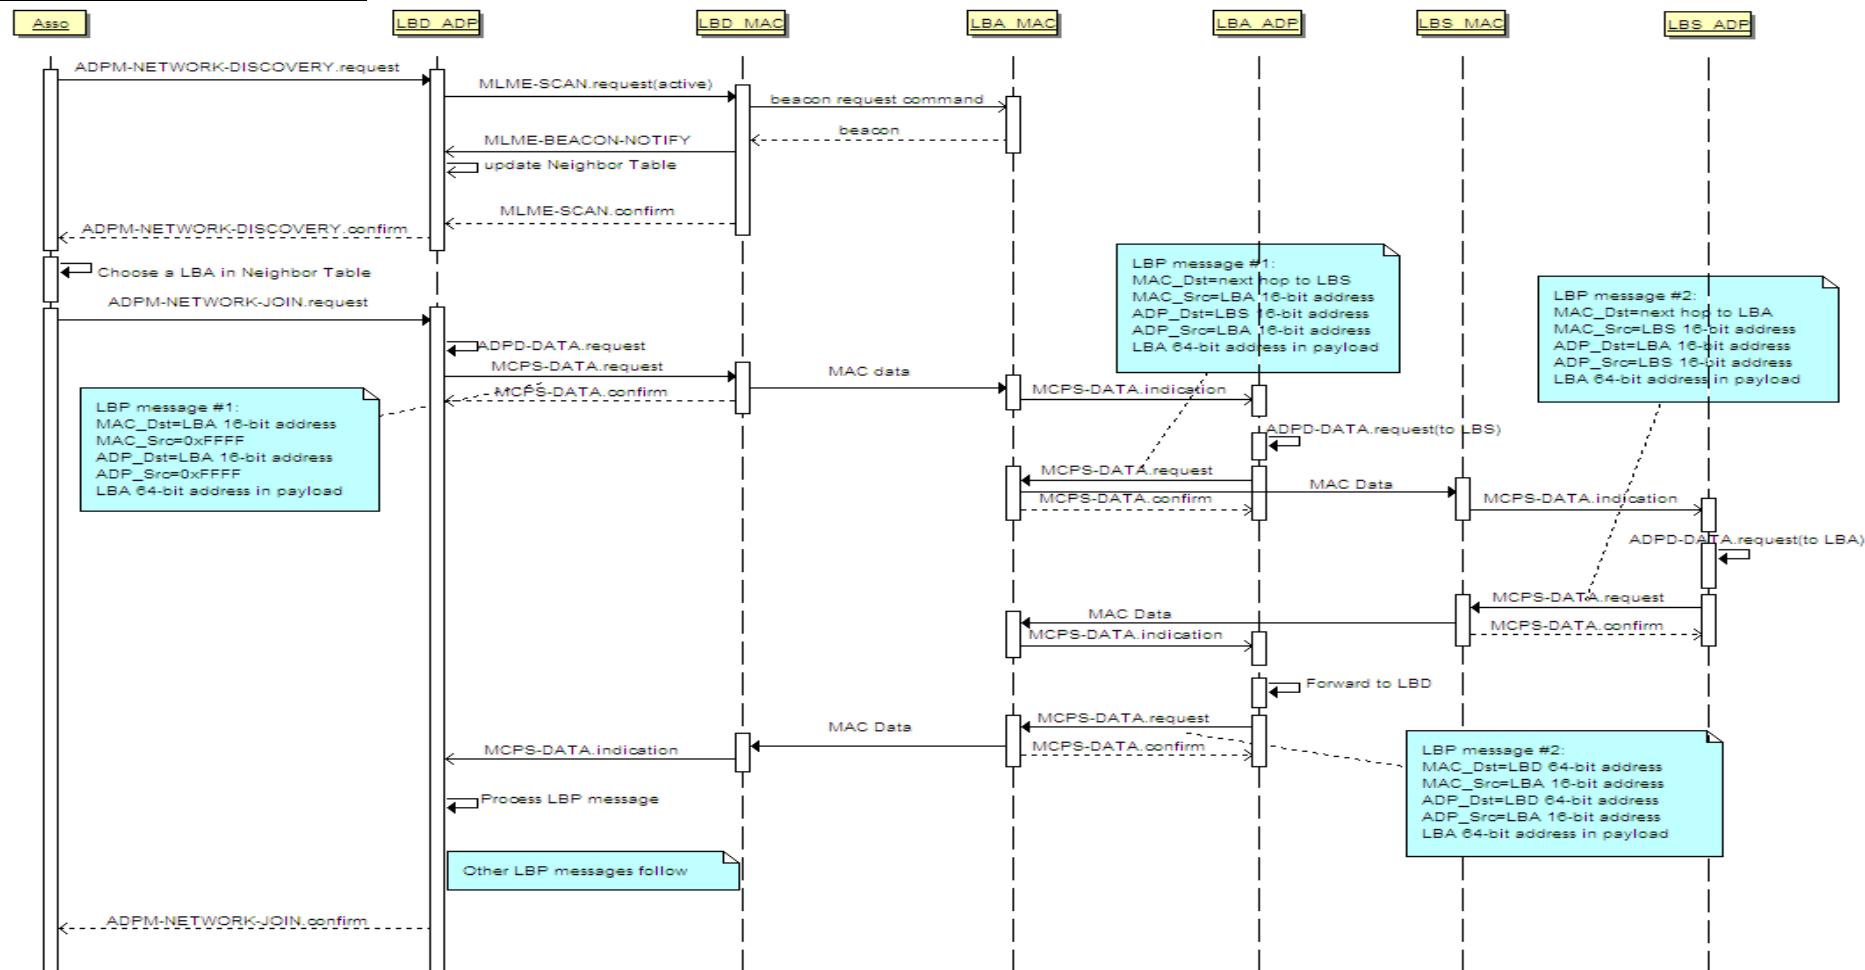 Asso
LBD_ADP
LBD_MAC
LBA_MAC
LBA_ADP
LBS_MAC
LBS_ADP
ADPM-NETWORK-DISCOVERY.request
MLME-SCAN.request(active)
beacon request command
beacon
MLME-BEACON-NOTIFY
update Neighbor Table
MLME-SCAN.confirm
ADPM-NETWORK-DISCOVERY.confirm
Choose a LBA in Neighbor Table
ADPM-NETWORK-JOIN.request
LBP message #1:
MAC_Dst=next hop to LBS
MAC_Src=LBA 16-bit address
ADP_Dst=LBS 16-bit address
ADP_Src=LBA 16-bit address
LBA 64-bit address in payload
LBP message #2:
MAC_Dst=next hop to LBA
MAC_Src=LBS 16-bit address
ADP_Dst=LBA 16-bit address
ADP_Src=LBS 16-bit address
LBA 64-bit address in payload
ADPD-DATA.request
MCPS-DATA.request
MAC data
MCPS-DATA.confirm
MCPS-DATA.indication
LBP message #1:
MAC_Dst=LBA 16-bit address
MAC_Src=0xFFFF
ADP_Dst=LBA 16-bit address
ADP_Src=0xFFFF
LBA 64-bit address in payload
ADPD-DATA.request(to LBS)
MCPS-DATA.request
MAC Data
MCPS-DATA.confirm
MCPS-DATA.indication
ADPD-DATA.request(to LBA)
MCPS-DATA.request
MAC Data
MCPS-DATA.confirm
MCPS-DATA.indication
Forward to LBD
MCPS-DATA.request
MAC Data
MCPS-DATA.confirm
MCPS-DATA.indication
LBP message #2:
MAC_Dst=LBD 64-bit address
MAC_Src=LBA 16-bit address
ADP_Dst=LBD 64-bit address
ADP_Src=LBA 16-bit address
LBA 64-bit address in payload
Process LBP message
Other LBP messages follow
ADPM-NETWORK-JOIN.confirm